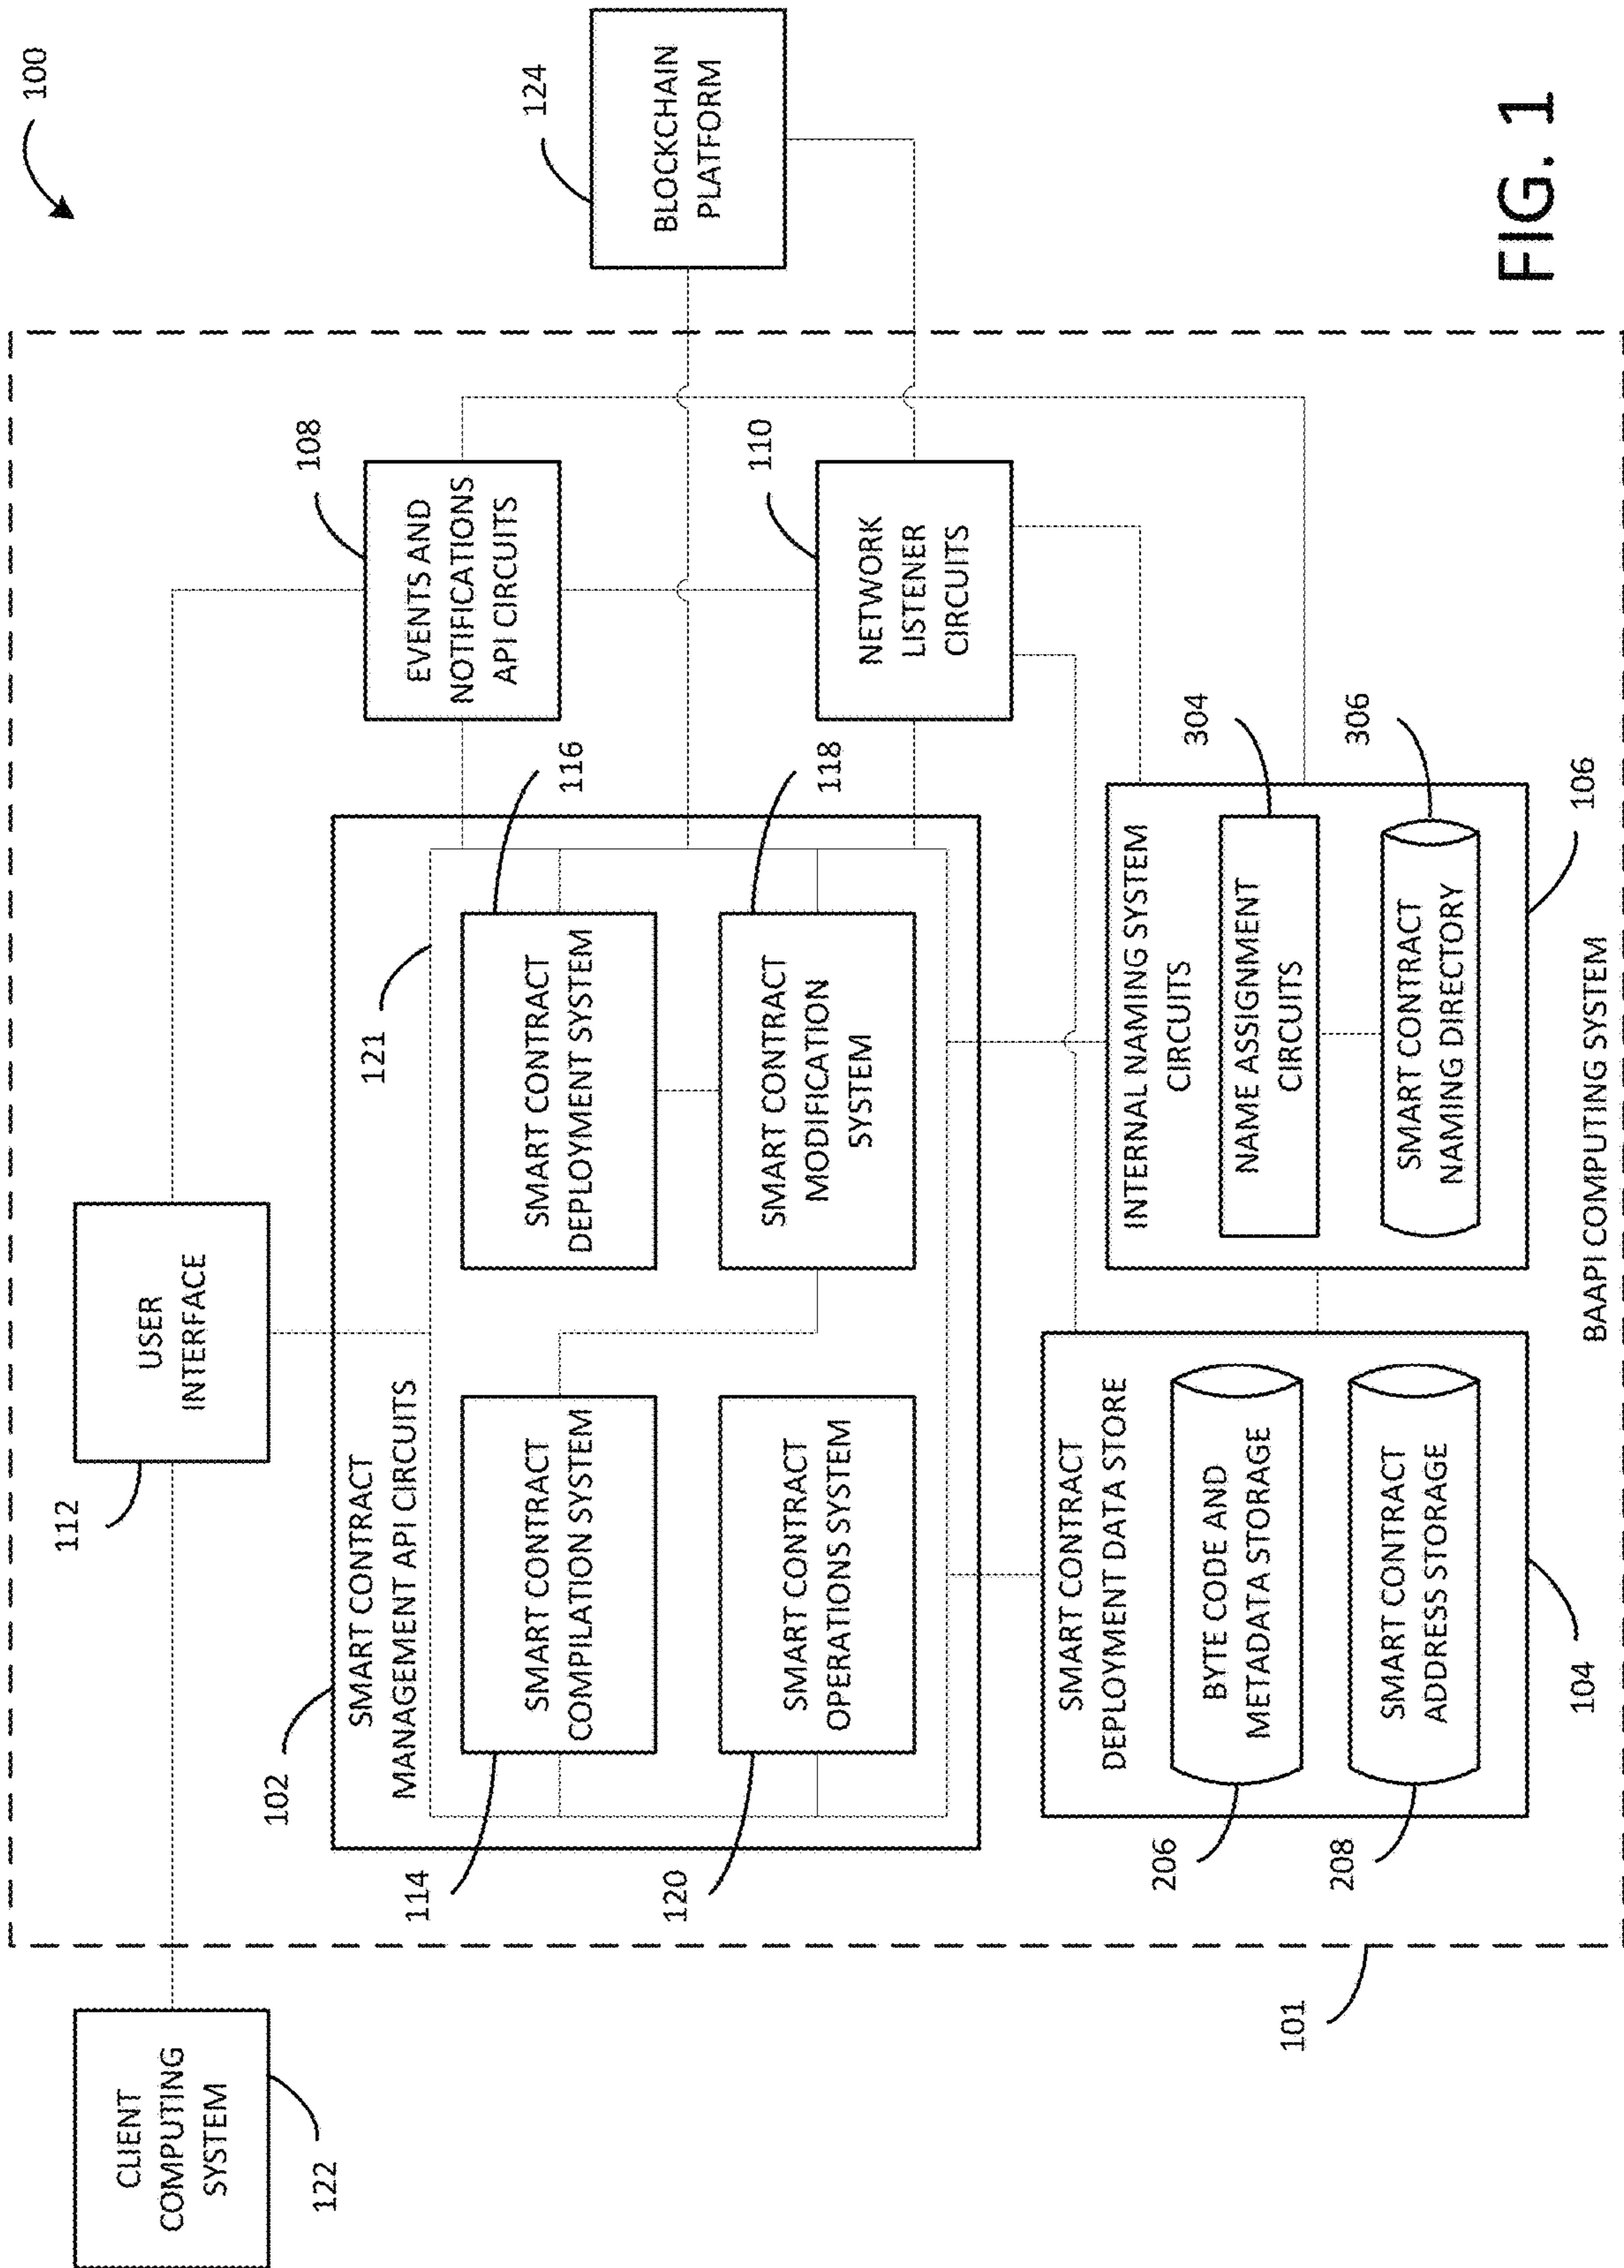 100
CLIENT
COMPUTING
SYSTEM
122
112
USER
INTERFACE
102
SMART CONTRACT
MANAGEMENT API CIRCUITS
121
114
SMART CONTRACT
COMPILATION SYSTEM
116
SMART CONTRACT
DEPLOYMENT SYSTEM
120
SMART CONTRACT
OPERATIONS SYSTEM
118
SMART CONTRACT
MODIFICATION
SYSTEM
108
EVENTS AND
NOTIFICATIONS
API CIRCUITS
110
NETWORK
LISTENER
CIRCUITS
124
BLOCKCHAIN
PLATFORM
SMART CONTRACT
DEPLOYMENT DATA STORE
206
BYTE CODE AND
METADATA STORAGE
208
SMART CONTRACT
ADDRESS STORAGE
104
INTERNAL NAMING SYSTEM
CIRCUITS
304
NAME ASSIGNMENT
CIRCUITS
306
SMART CONTRACT
NAMING DIRECTORY
106
101
BAAPI COMPUTING SYSTEM
FIG. 1